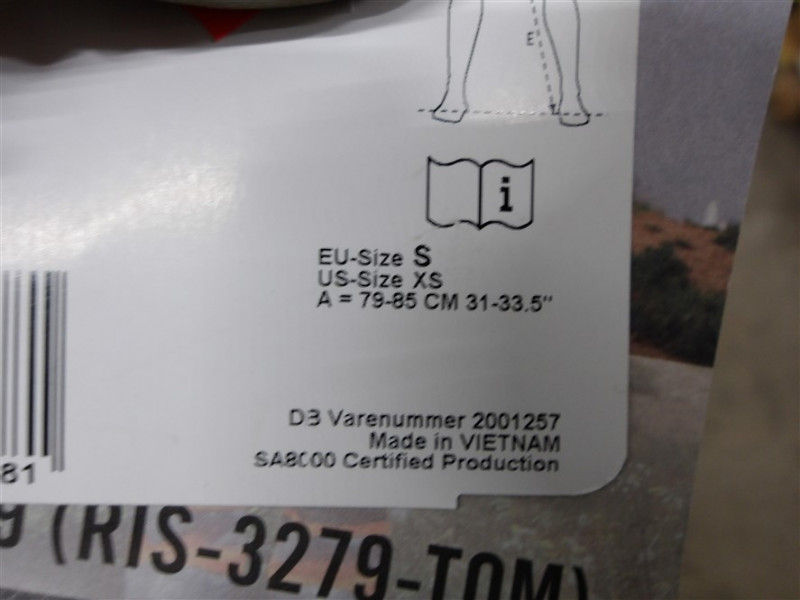 E
i
EU-Size S
US-Size XS
A = 79-85 CM 31-33.5"
DB Varenummer 2001257
Made in VIETNAM
SA8000 Certified Production
81
9 (RIS-3279-TOM)